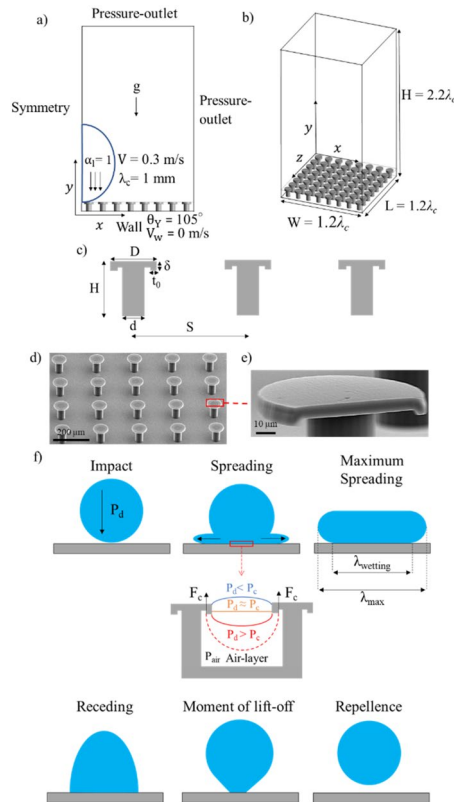 a)
Pressure-outlet
Symmetry
g
Pressure-
outlet
α₁= 1
V = 0.3 m/s
λc = 1 mm
y
x
Wall
θY = 105°
Vw = 0 m/s
b)
y
x
z
H = 2.2λc
L = 1.2λc
W = 1.2λc
c)
D
δ
t₀
H
d
S
d)
200 μm
e)
10 μm
f)
Impact
Spreading
Maximum
Spreading
Pd
λwetting
λmax
Fc
Pd < Pc
Fc
Pd ≈ Pc
Pd > Pc
Pair
Air-layer
Receding
Moment of lift-off
Repellence